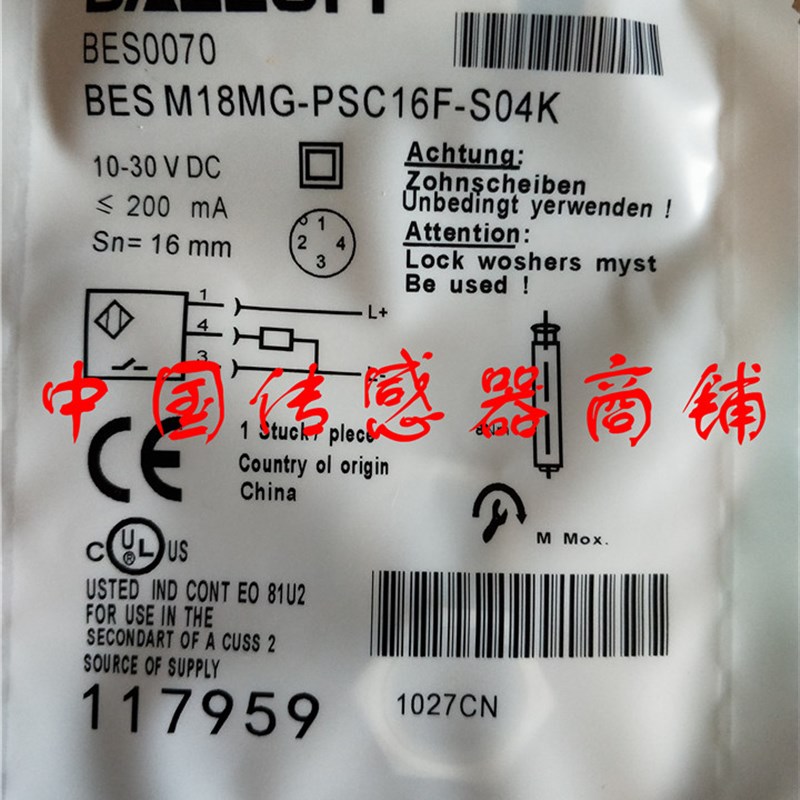 BES0070
BES M18MG-PSC16F-S04K
10-30 V DC
≤ 200 mA
Sn= 16 mm
1
2 4
3
Achtung:
Zohnscheiben
Unbedingt yerwenden !
Attention:
Lock woshers myst
Be used !
1
L+
4
3
中国传感器商铺
1 Stuck / plece
Country ol origin
China
CE
M Mox.
C UL ® US
USTED IND CONT EO 81U2
FOR USE IN THE
SECONDART OF A CUSS 2
SOURCE OF SUPPLY
117959
1027CN